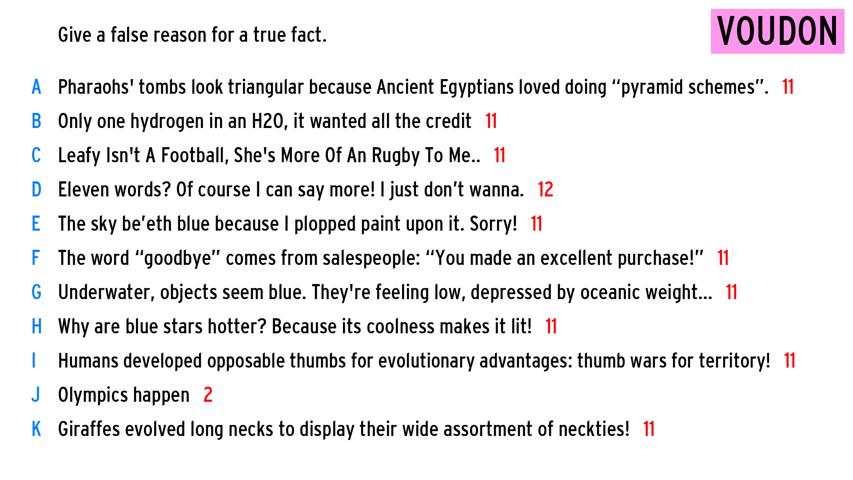 Give a false reason for a true fact.
VOUDON
A Pharaohs' tombs look triangular because Ancient Egyptians loved doing “pyramid schemes”. 11
B Only one hydrogen in an H20, it wanted all the credit 11
C Leafy Isn't A Football, She's More Of An Rugby To Me.. 11
D Eleven words? Of course I can say more! I just don’t wanna. 12
E The sky be’eth blue because I plopped paint upon it. Sorry! 11
F The word “goodbye” comes from salespeople: “You made an excellent purchase!” 11
G Underwater, objects seem blue. They're feeling low, depressed by oceanic weight... 11
H Why are blue stars hotter? Because its coolness makes it lit! 11
I Humans developed opposable thumbs for evolutionary advantages: thumb wars for territory! 11
J Olympics happen 2
K Giraffes evolved long necks to display their wide assortment of neckties! 11